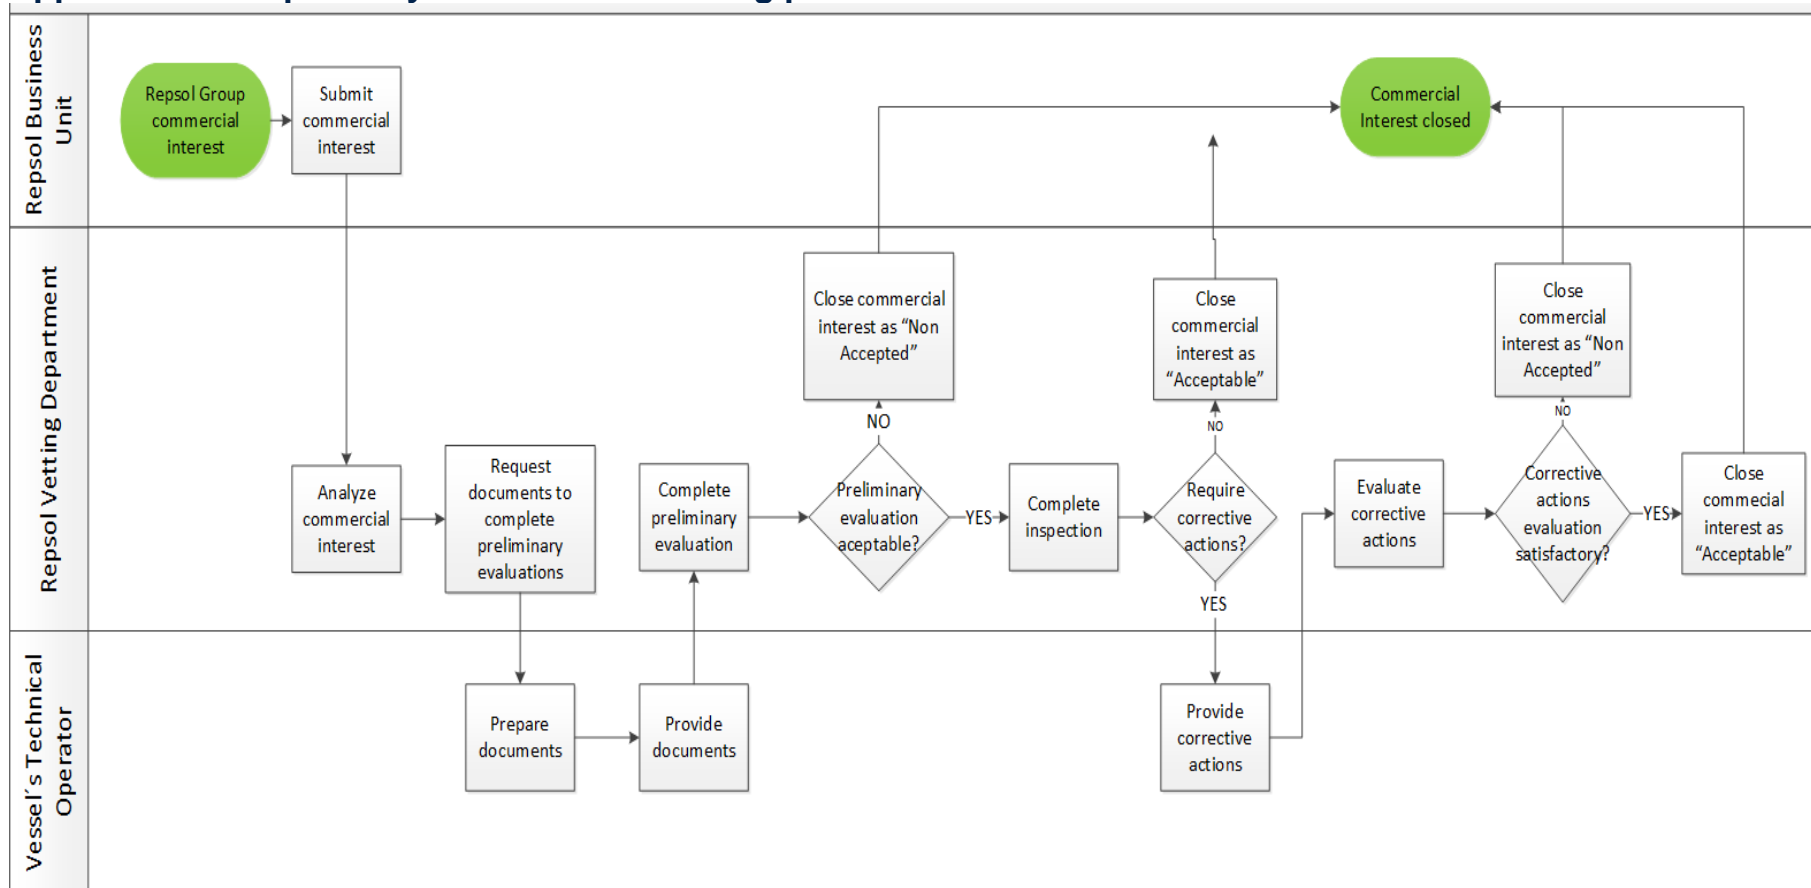 Repsol Business
Unit
Repsol Group
commercial
interest
Submit
commercial
interest
Commercial
Interest closed
Repsol Vetting Department
Analyze
commercial
interest
Request
documents to
complete
preliminary
evaluations
Complete
preliminary
evaluation
Close commercial
interest as “Non
Accepted”
NO
Preliminary
evaluation
aceptable?
YES
Complete
inspection
Close
commercial
interest as
“Acceptable”
NO
Require
corrective
actions?
YES
Evaluate
corrective
actions
Close
commercial
interest as “Non
Accepted”
NO
Corrective
actions
evaluation
satisfactory?
YES
Close
commecial
interest as
“Acceptable”
Vessel´s Technical
Operator
Prepare
documents
Provide
documents
Provide
corrective
actions